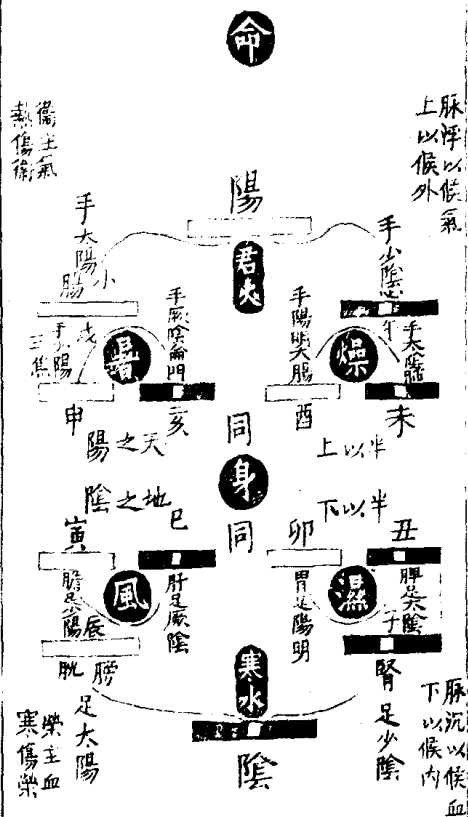 命
脉浮以候氣
上以候外
衛主氣
熱傷衛
陽
君火
手少陰心
午
手太陽
小腸
手太陰肺
燥
手陽明大腸
手厥陰
戌
手少陽
三焦
未
酉
亥
申
同
身
同
上以半
下以半
天之陽
地之陰
丑
卯
巳
寅
脾足太陰
濕
子
胃足陽明
肝足厥陰
風
膽足少陽
辰
膀胱
足太陽
腎足少陰
寒水
陰
脉沉以候血
下以候内
榮主血
寒傷榮